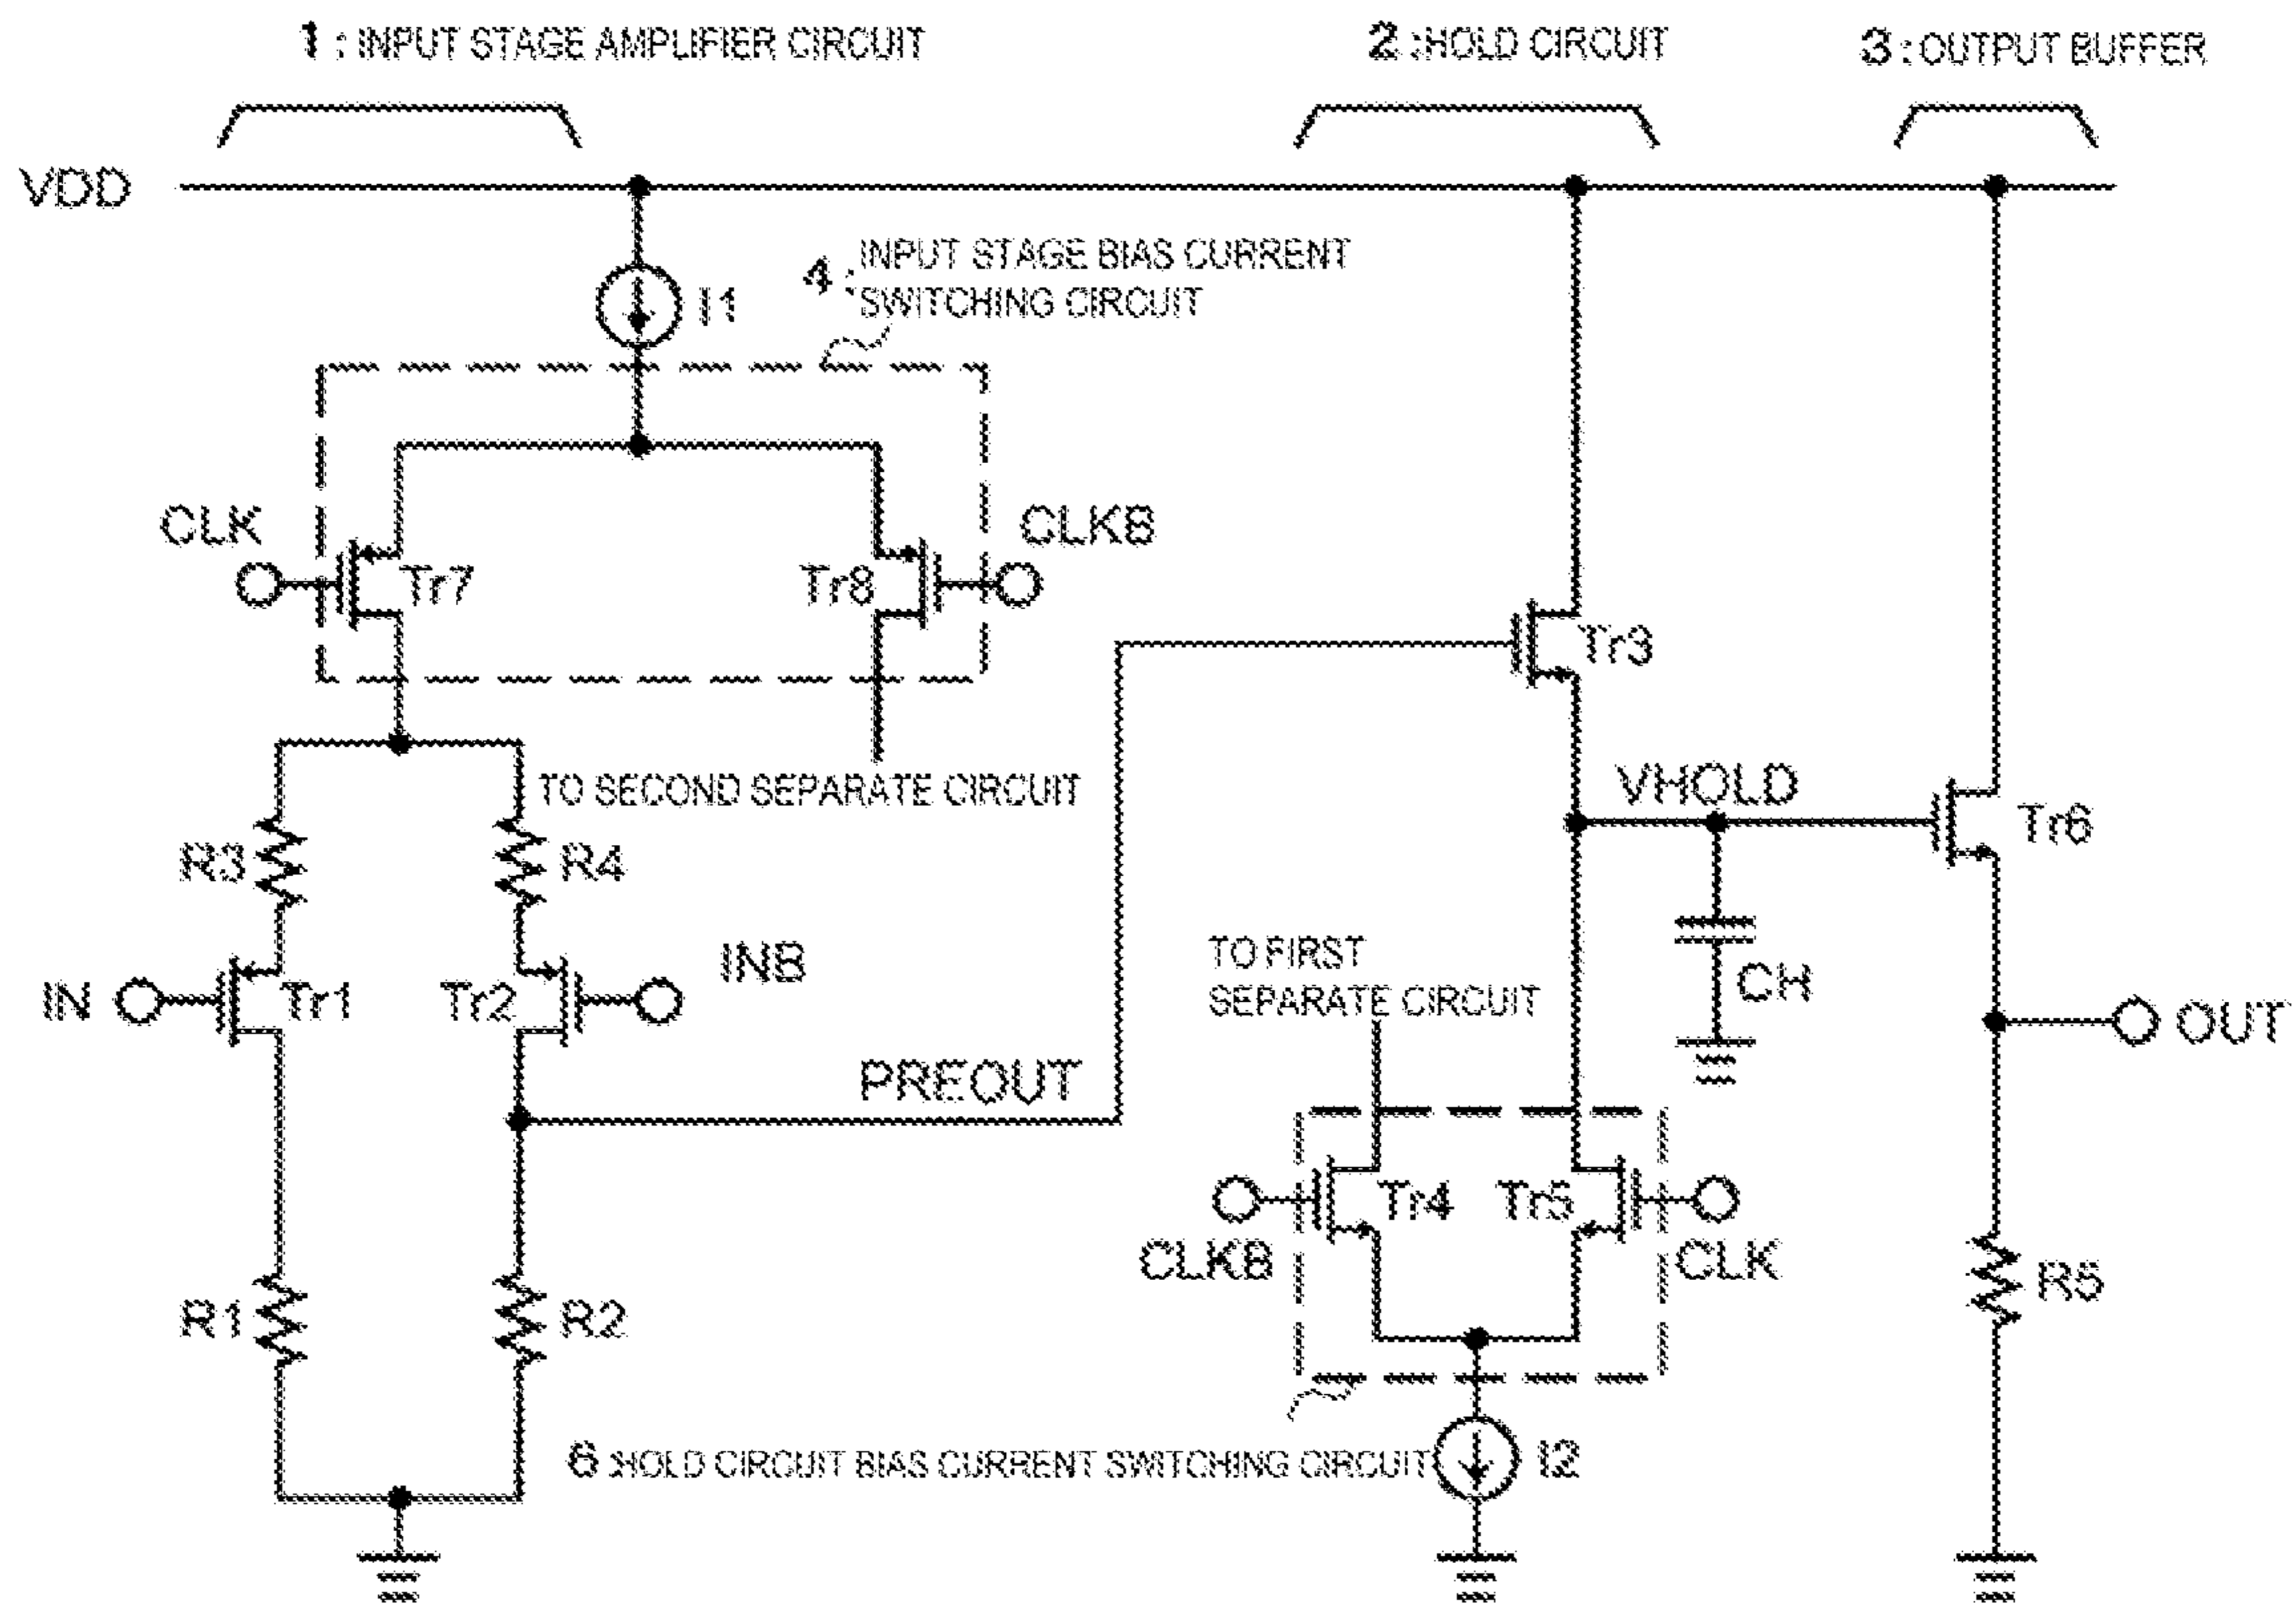 1 : INPUT STAGE AMPLIFIER CIRCUIT
2 : HOLD CIRCUIT
3 : OUTPUT BUFFER
VDD
I1
4 : INPUT STAGE BIAS CURRENT
SWITCHING CIRCUIT
CLK
Tr7
Tr8
CLKB
Tr3
TO SECOND SEPARATE CIRCUIT
VHOLD
Tr6
R3
R4
IN
Tr1
Tr2
INB
TO FIRST
SEPARATE CIRCUIT
CH
OUT
PREOUT
Tr4
Tr5
CLKB
CLK
R1
R2
R5
6 : HOLD CIRCUIT BIAS CURRENT SWITCHING CIRCUIT
I2